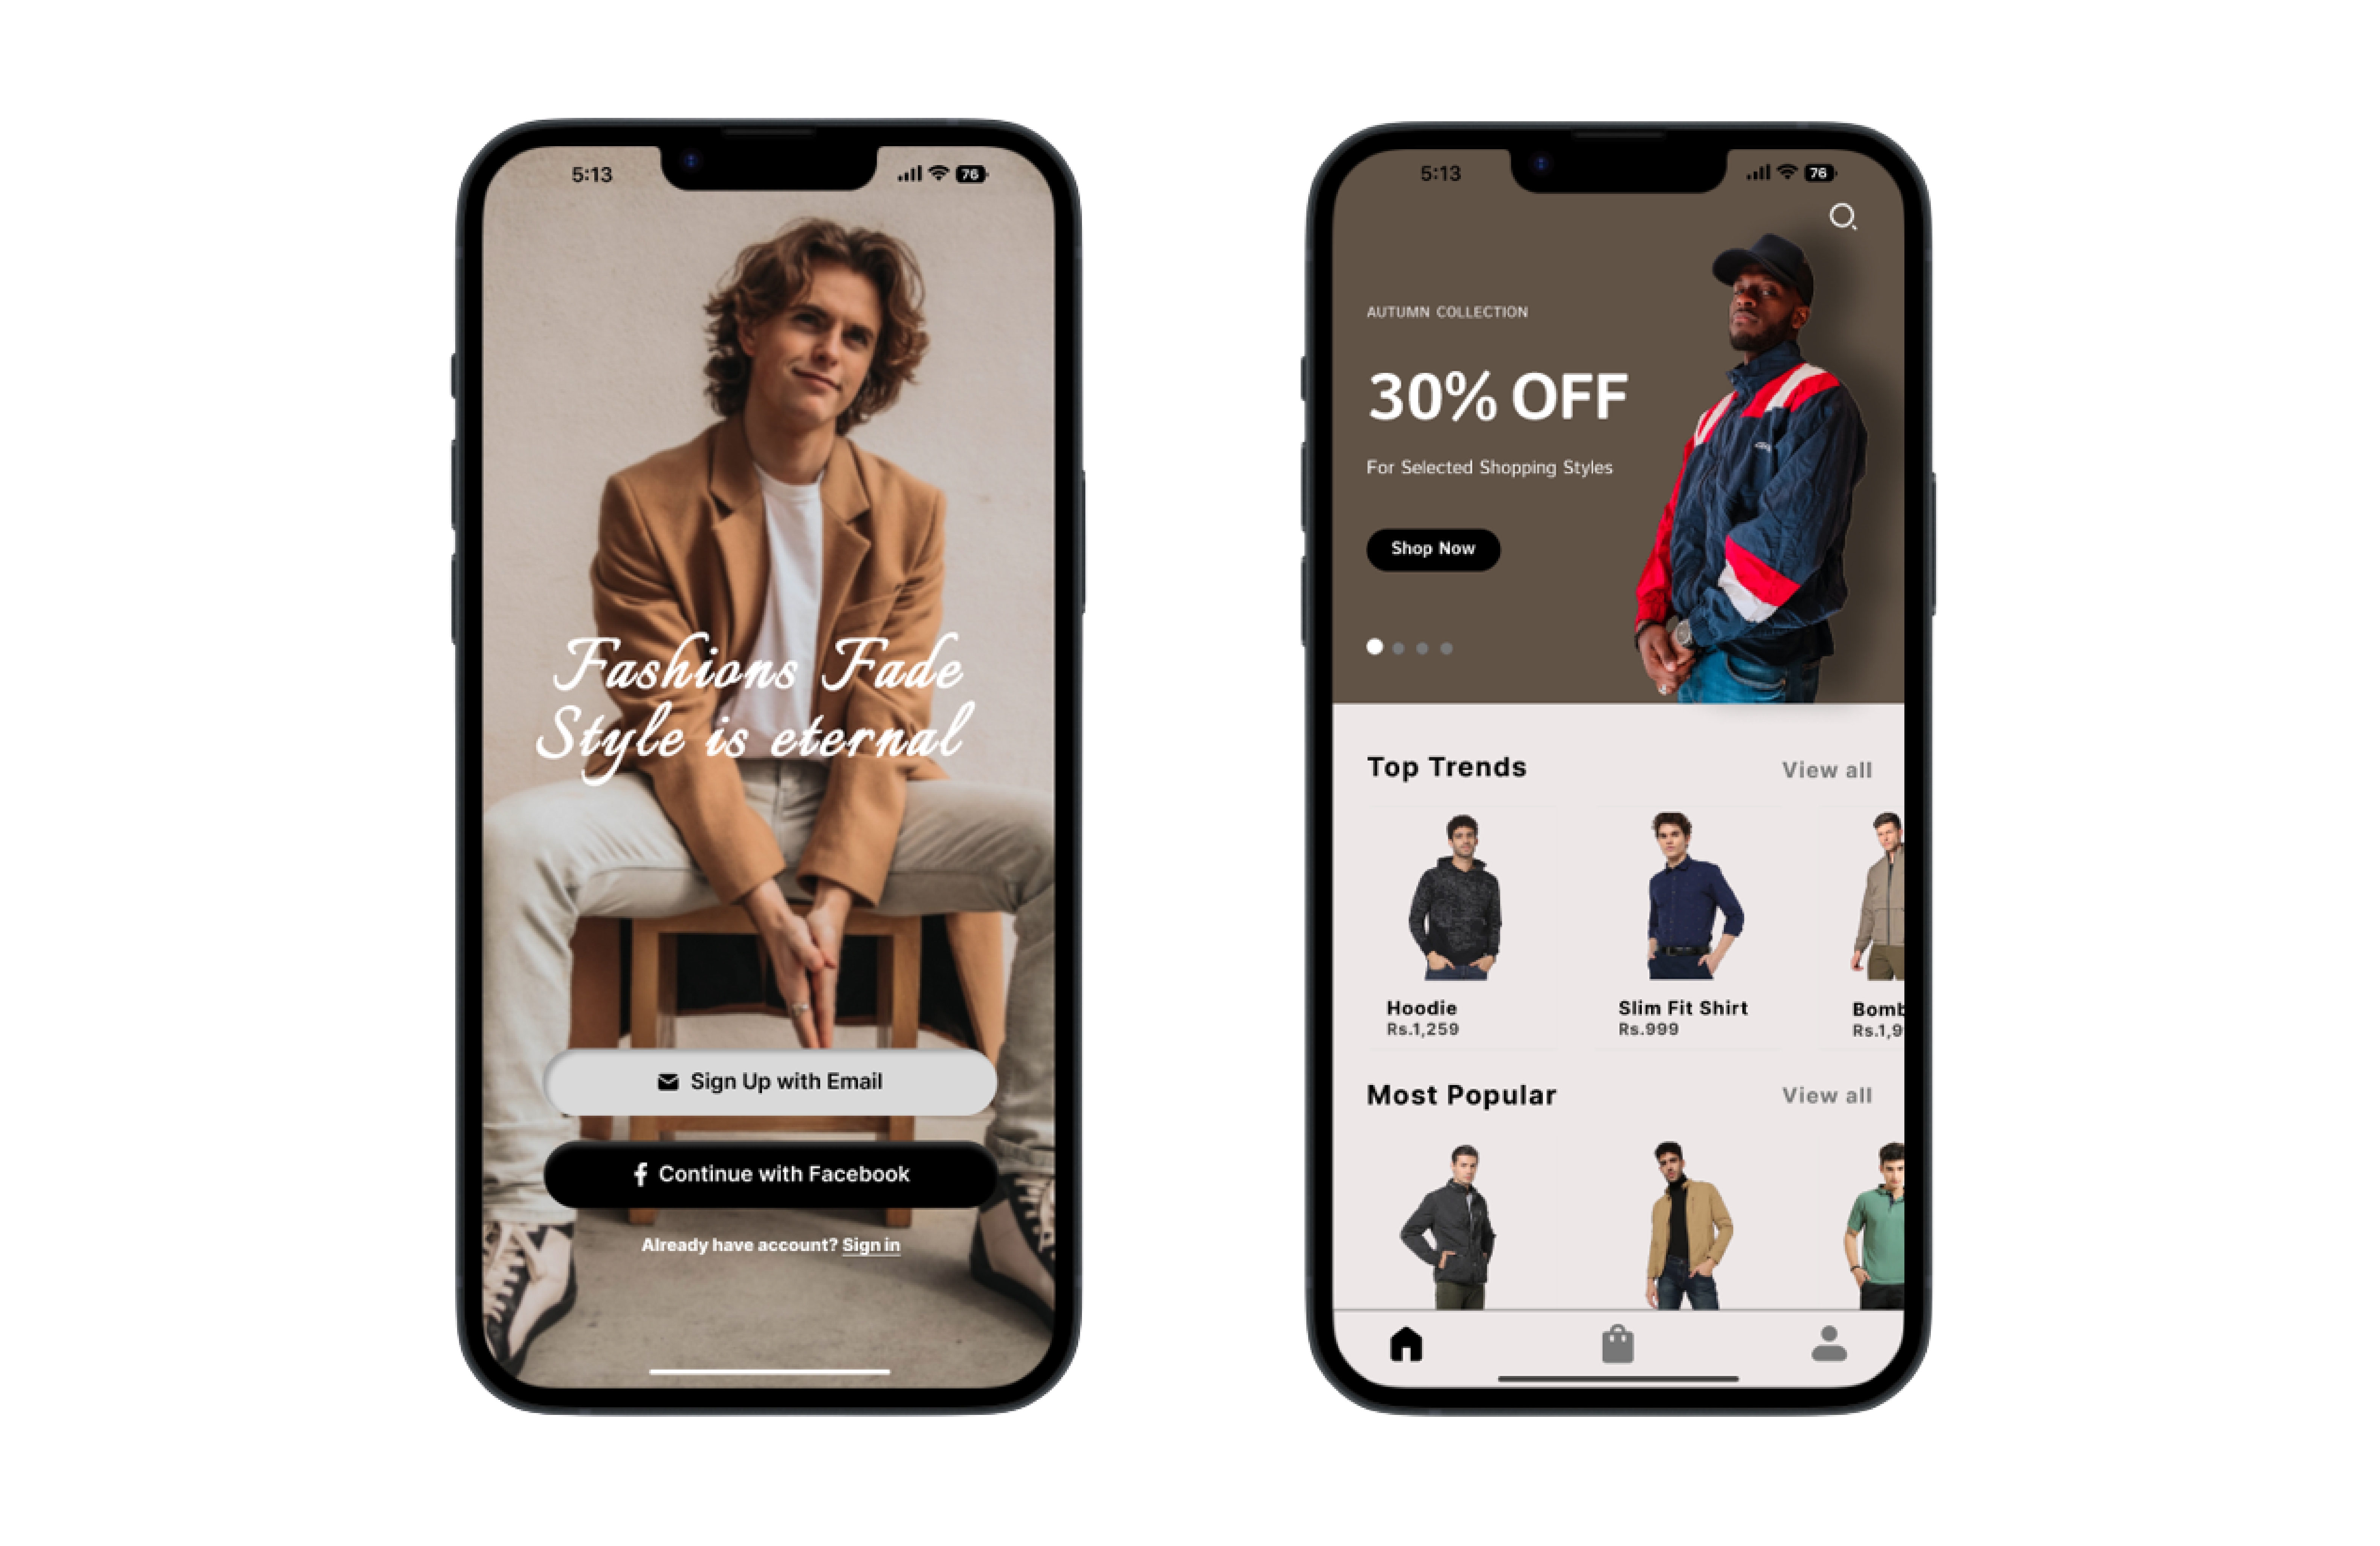 5:13
76
Fashions Fade
Style is eternal
Sign Up with Email
Continue with Facebook
Already have account? Sign in
5:13
76
AUTUMN COLLECTION
30% OFF
For Selected Shopping Styles
Shop Now
Top Trends
View all
Hoodie
Rs.1,259
Slim Fit Shirt
Rs.999
Bomb
Rs.1,9
Most Popular
View all